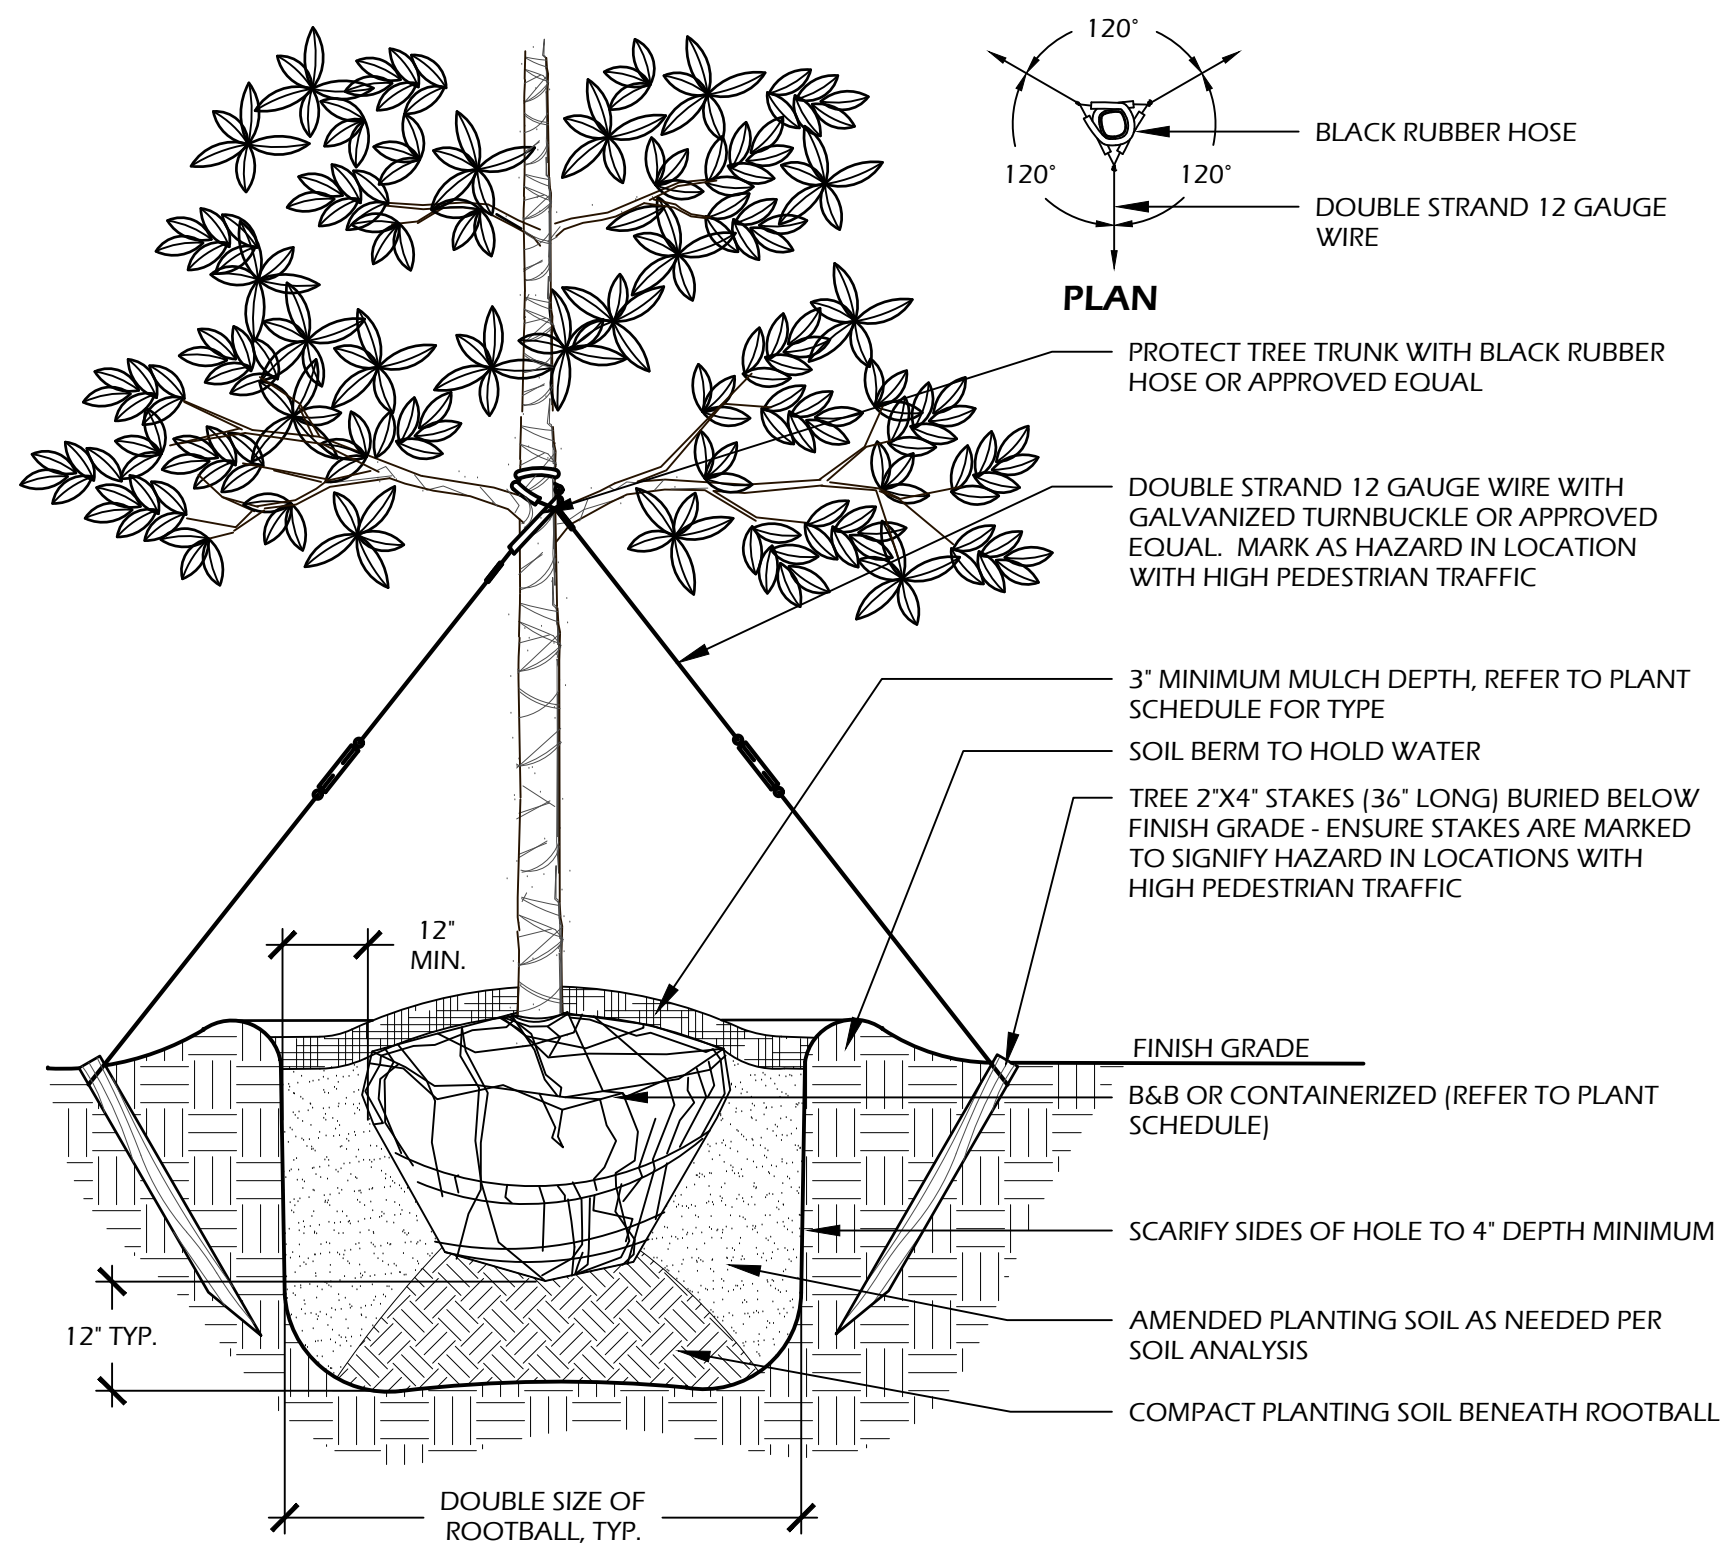 120°
BLACK RUBBER HOSE
120°
120°
DOUBLE STRAND 12 GAUGE
WIRE
PLAN
PROTECT TREE TRUNK WITH BLACK RUBBER
HOSE OR APPROVED EQUAL
DOUBLE STRAND 12 GAUGE WIRE WITH
GALVANIZED TURNBUCKLE OR APPROVED
EQUAL.  MARK AS HAZARD IN LOCATION
WITH HIGH PEDESTRIAN TRAFFIC
3" MINIMUM MULCH DEPTH, REFER TO PLANT
SCHEDULE FOR TYPE
SOIL BERM TO HOLD WATER
TREE 2"X4" STAKES (36" LONG) BURIED BELOW
FINISH GRADE - ENSURE STAKES ARE MARKED
TO SIGNIFY HAZARD IN LOCATIONS WITH
HIGH PEDESTRIAN TRAFFIC
12"
MIN.
FINISH GRADE
B&B OR CONTAINERIZED (REFER TO PLANT
SCHEDULE)
SCARIFY SIDES OF HOLE TO 4" DEPTH MINIMUM
12" TYP.
AMENDED PLANTING SOIL AS NEEDED PER
SOIL ANALYSIS
COMPACT PLANTING SOIL BENEATH ROOTBALL
DOUBLE SIZE OF
ROOTBALL, TYP.